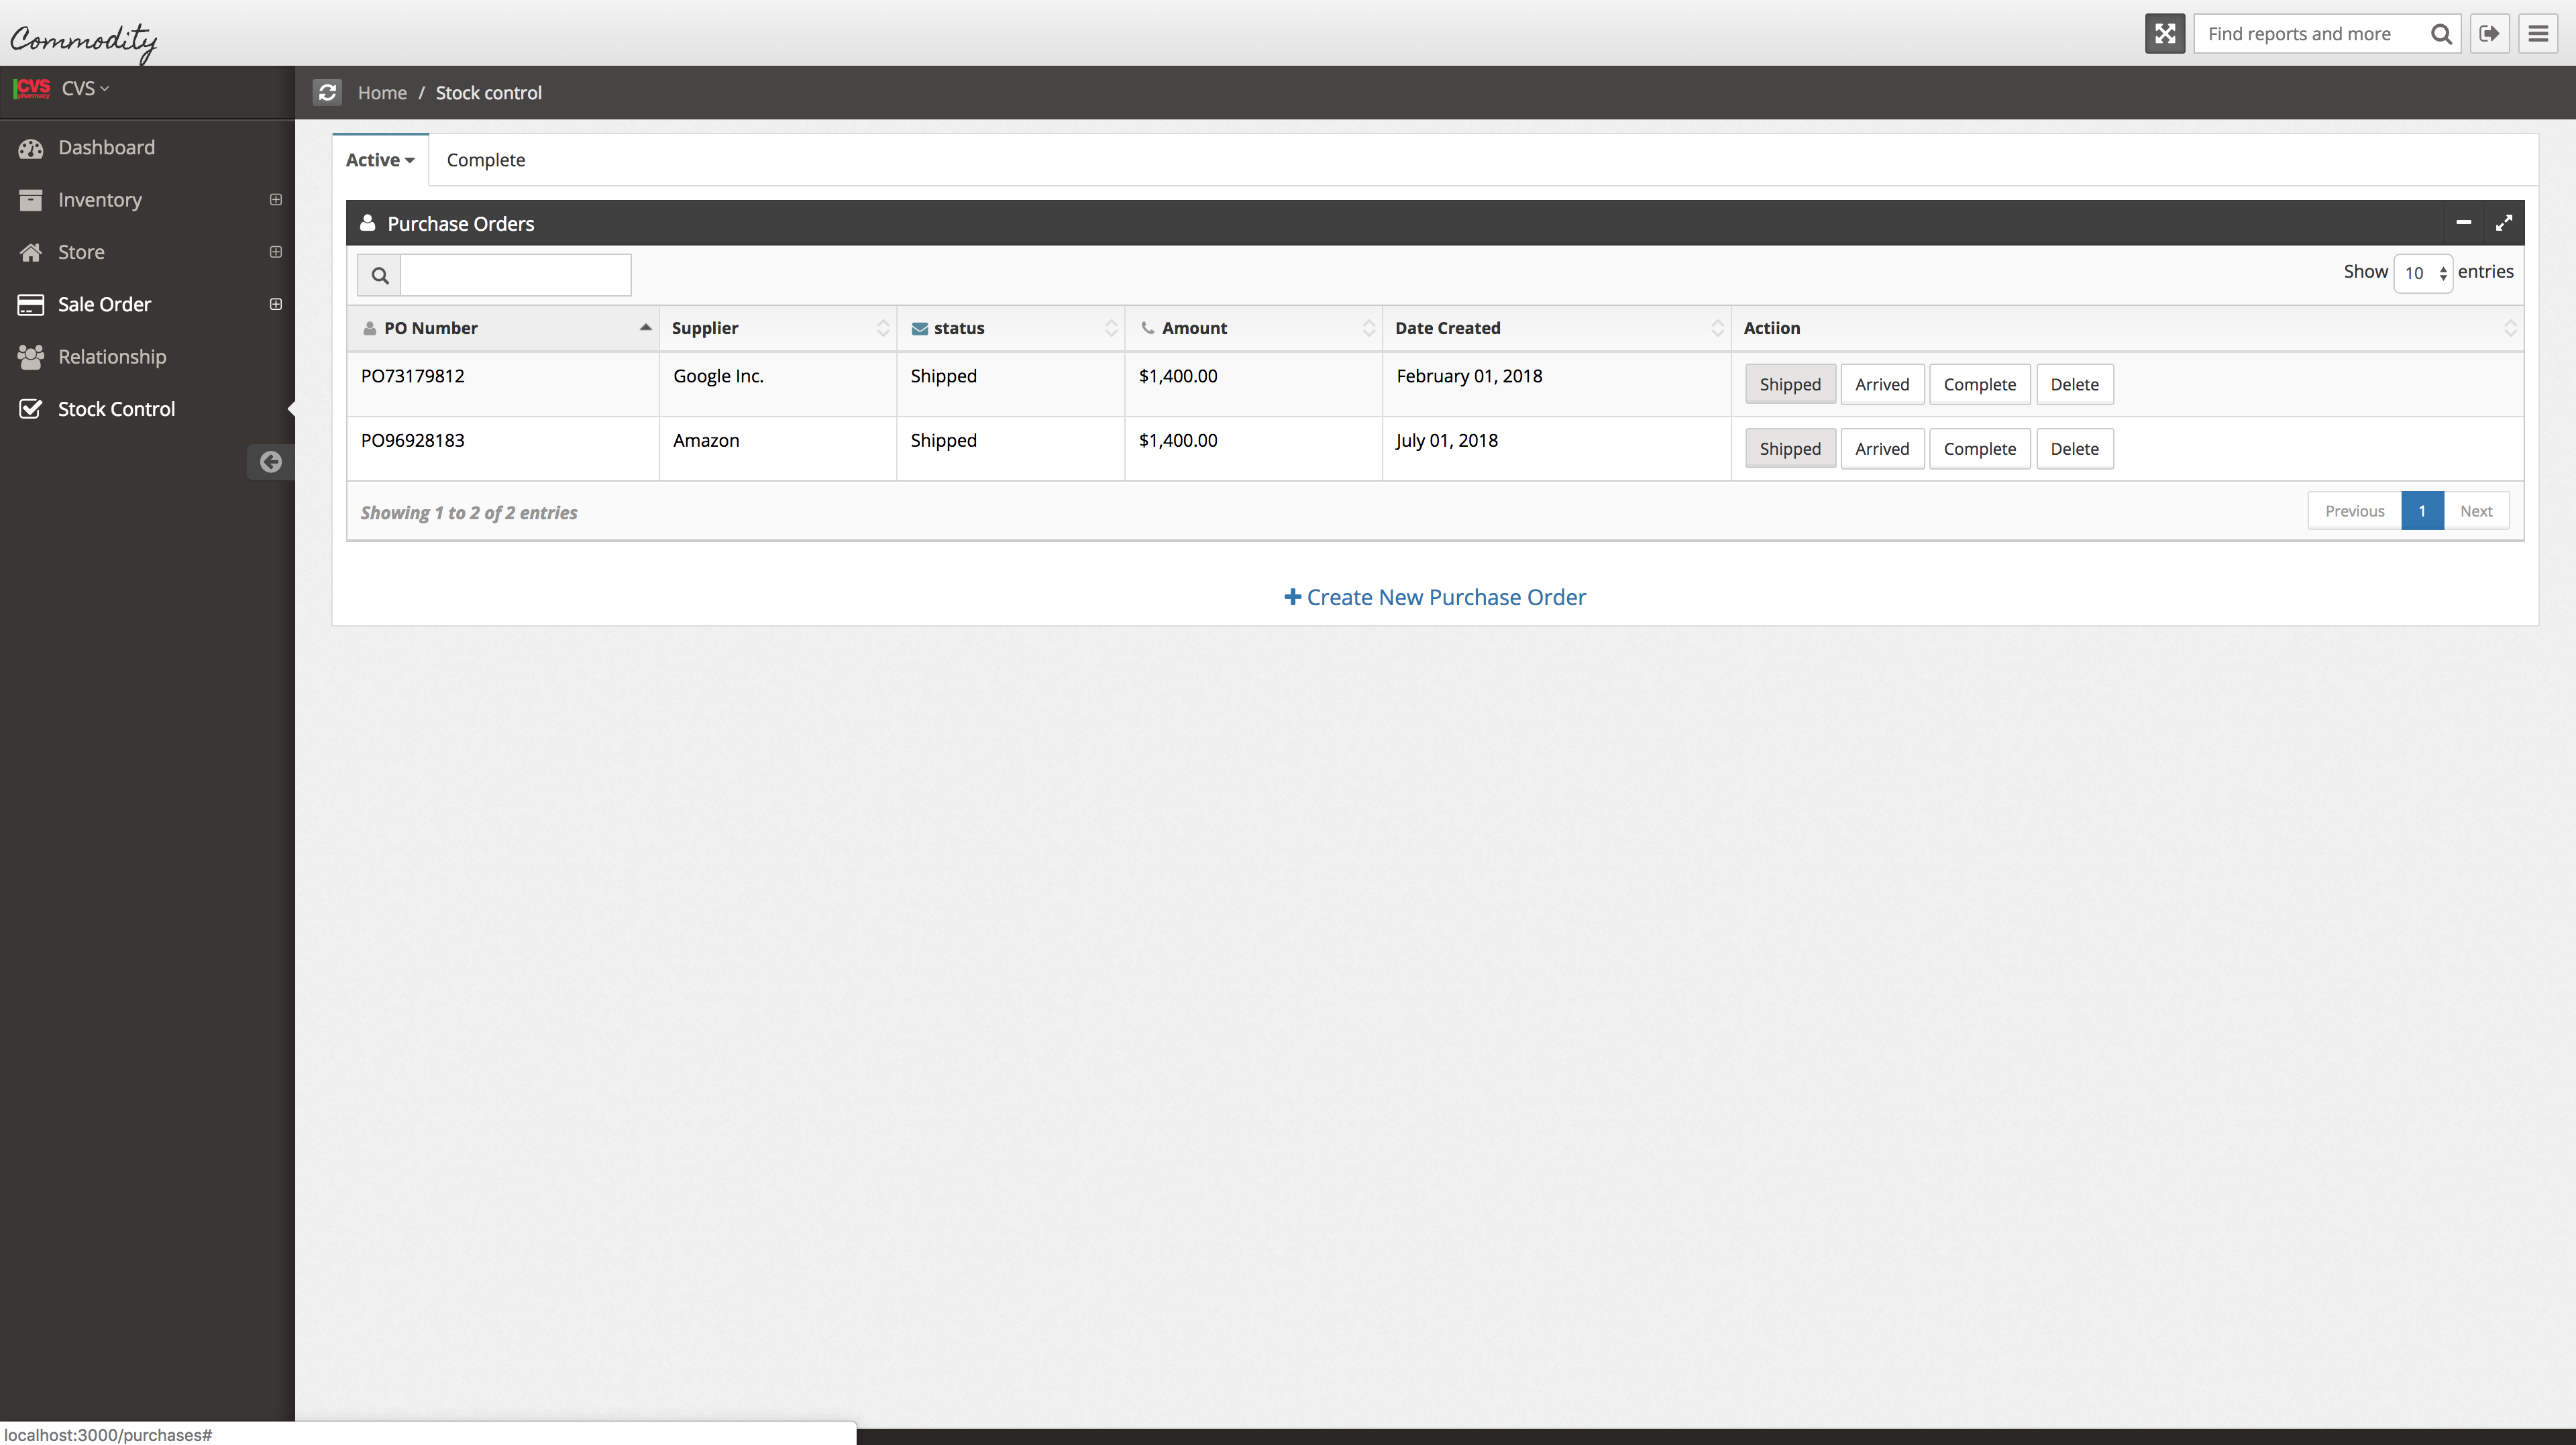 Commodity
Find reports and more
CVS pharmacy CVS
Home / Stock control
Dashboard
Inventory
Store
Sale Order
Relationship
Stock Control
Active Complete
Purchase Orders
Show 10 entries
PO Number Supplier status Amount Date Created Actiion
PO73179812 Google Inc. Shipped $1,400.00 February 01, 2018 Shipped Arrived Complete Delete
PO96928183 Amazon Shipped $1,400.00 July 01, 2018 Shipped Arrived Complete Delete
Showing 1 to 2 of 2 entries
Previous 1 Next
Create New Purchase Order
localhost:3000/purchases#